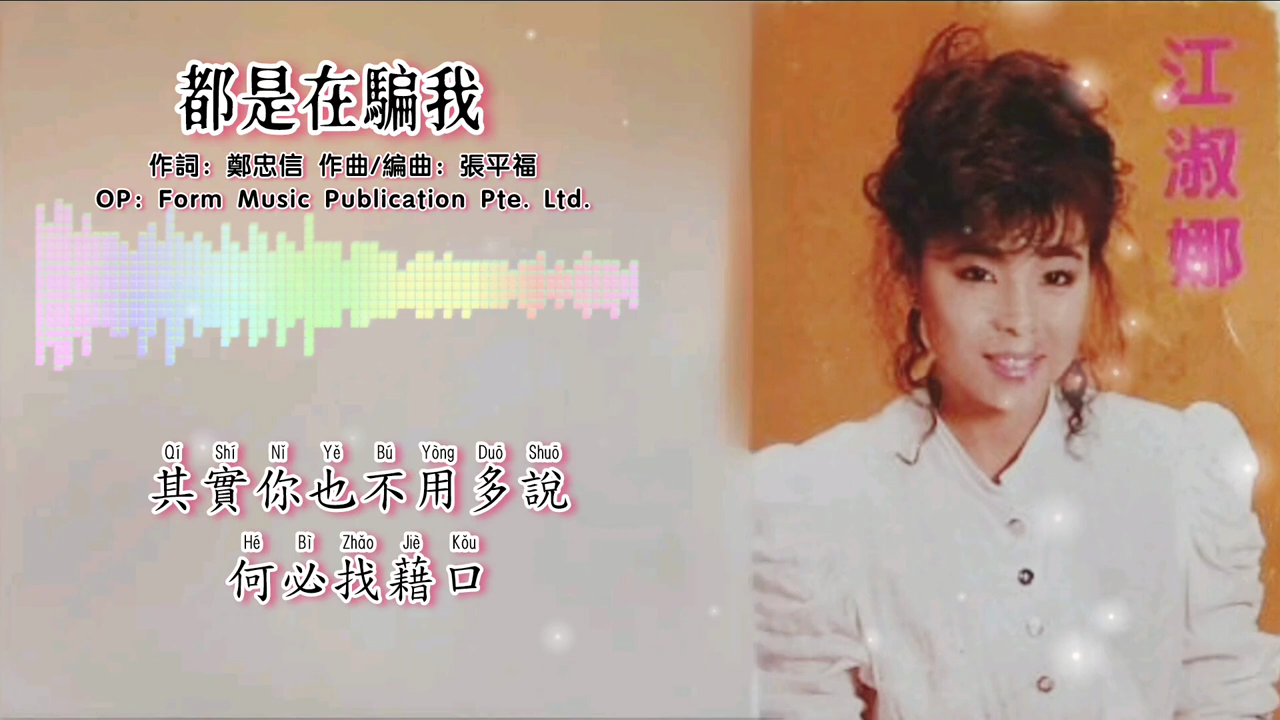 都是在騙我
作詞: 鄭忠信 作曲/編曲: 張平福
OP: Form Music Publication Pte. Ltd.
Qí Shí Nǐ Yě Bú Yòng Duō Shuō
其實你也不用多說
Hé Bì Zhǎo Jiè Kǒu
何必找藉口
江淑娜